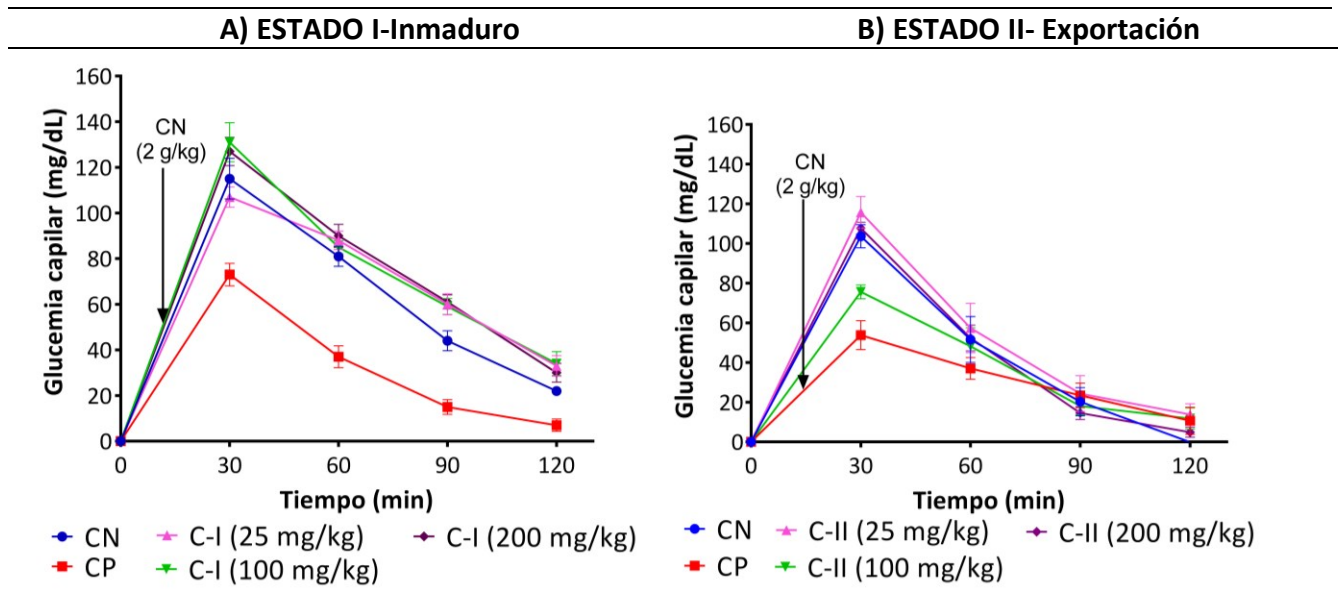 A) ESTADO I-Inmaduro
B) ESTADO II- Exportación
Glucemia capilar (mg/dL)
160
140
120
100
80
60
40
20
0
CN
(2 g/kg)
0 30 60 90 120
Tiempo (min)
CN C-I (25 mg/kg) C-I (200 mg/kg)
CP C-I (100 mg/kg)
Glucemia capilar (mg/dL)
160
140
120
100
80
60
40
20
0
CN
(2 g/kg)
0 30 60 90 120
Tiempo (min)
CN C-II (25 mg/kg) C-II (200 mg/kg)
CP C-II (100 mg/kg)